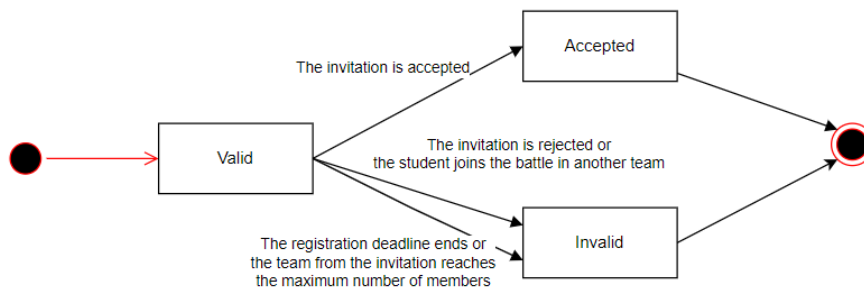 Accepted
The invitation is accepted
Valid
The invitation is rejected or
the student joins the battle in another team
Invalid
The registration deadline ends or
the team from the invitation reaches
the maximum number of members